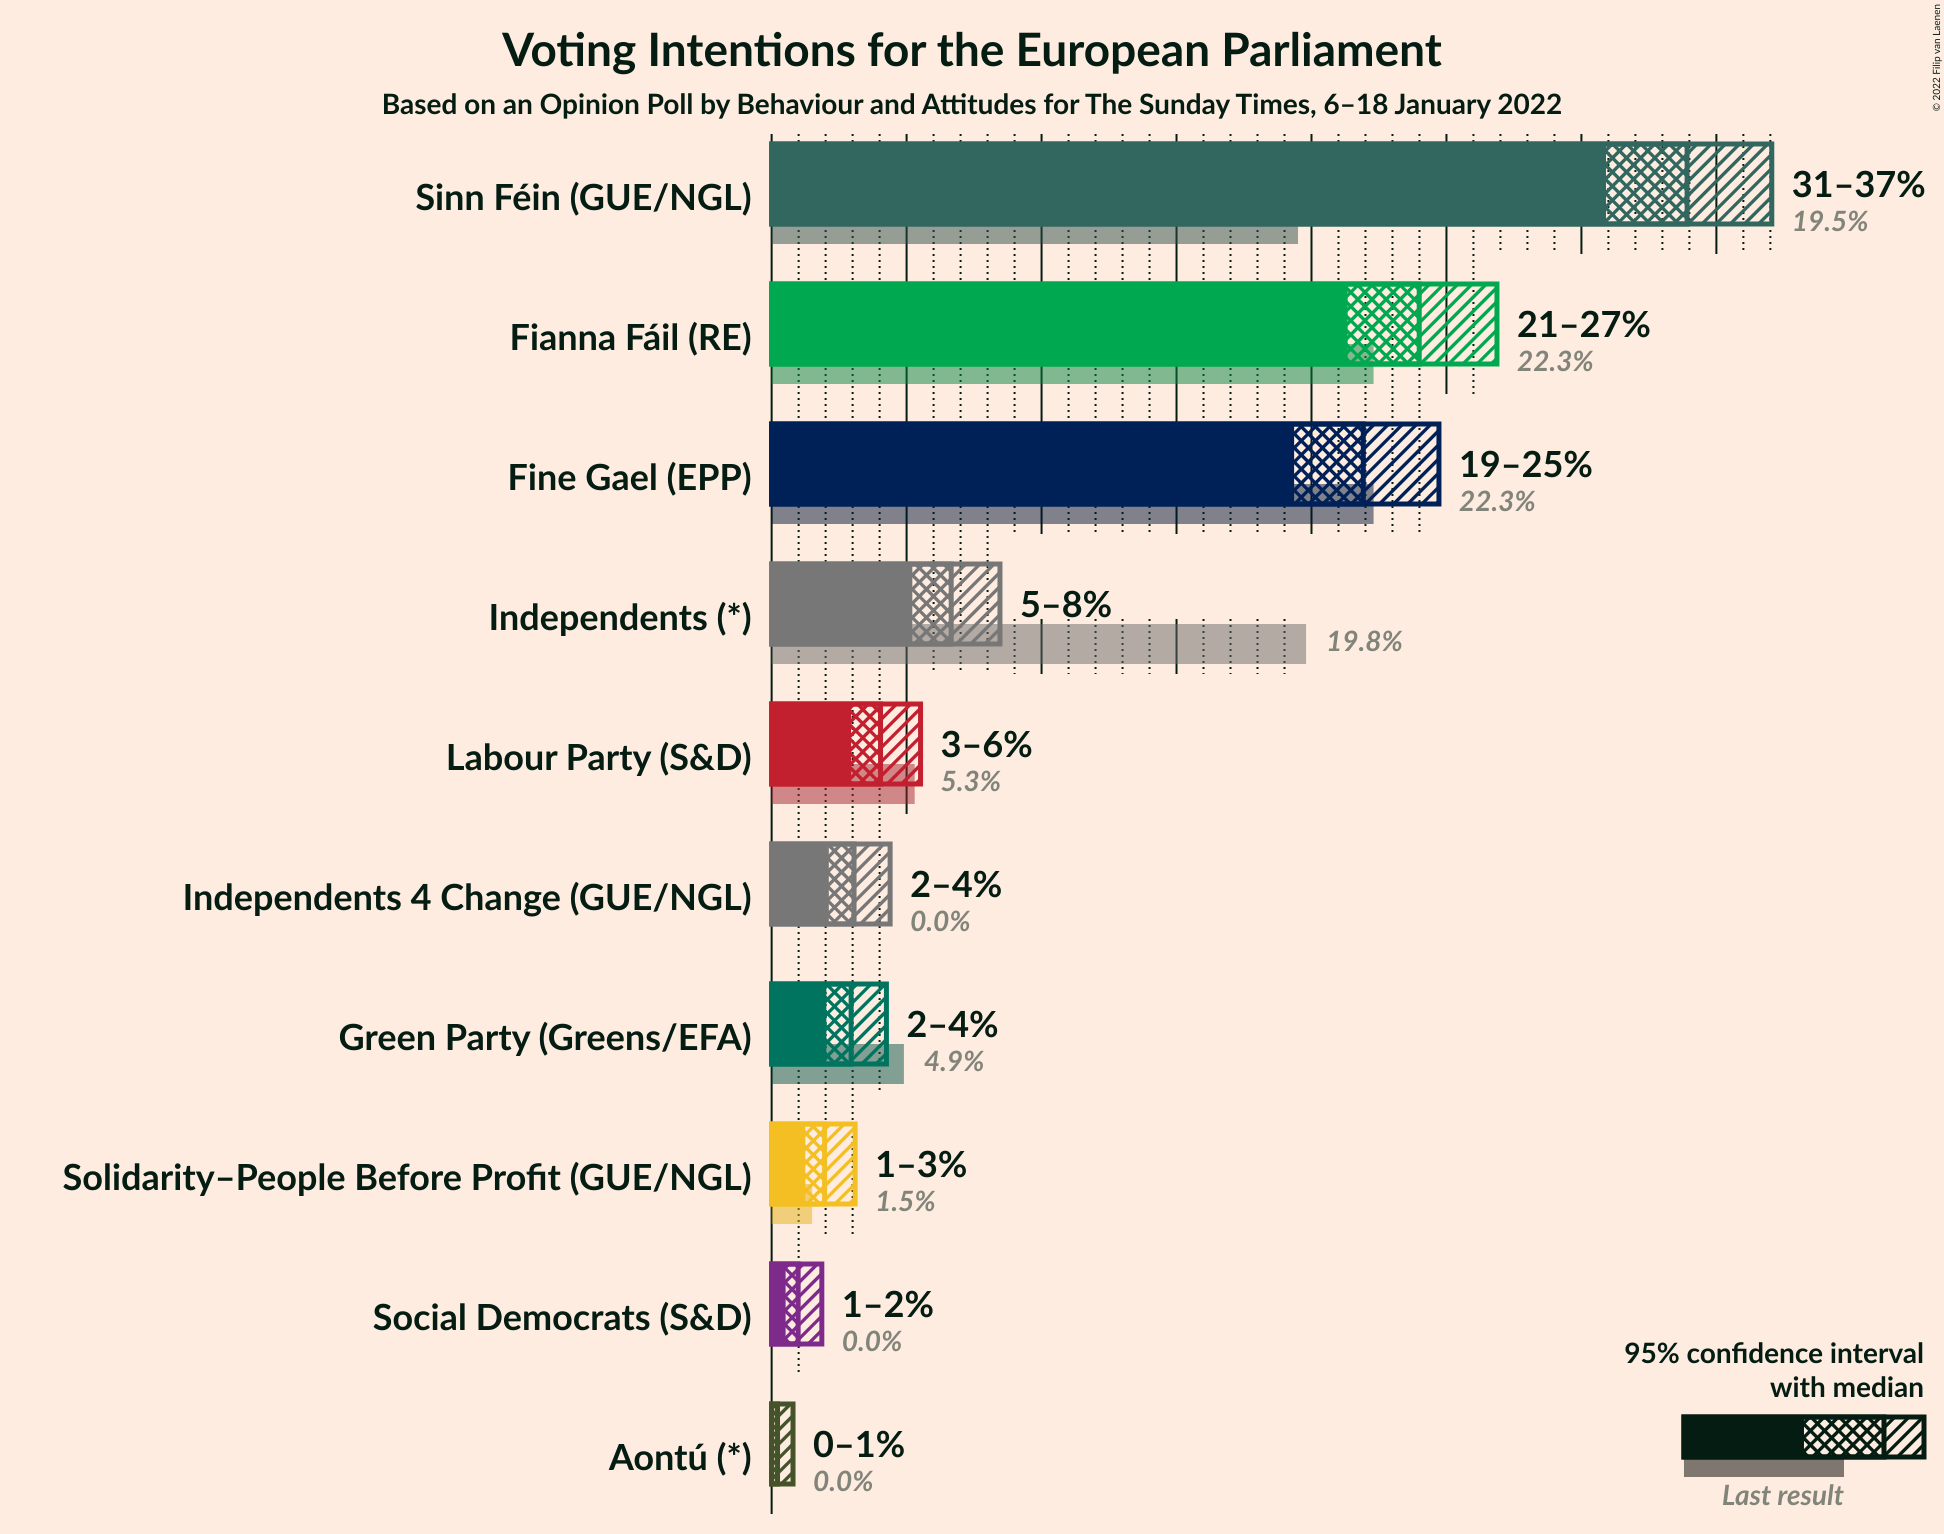 Voting Intentions for the European Parliament
Based on an Opinion Poll by Behaviour and Attitudes for The Sunday Times, 6–18 January 2022
© 2022 Filip van Laenen
Sinn Féin (GUE/NGL)
31–37%
19.5%
Fianna Fáil (RE)
21–27%
22.3%
Fine Gael (EPP)
19–25%
22.3%
Independents (*)
5–8%
19.8%
Labour Party (S&D)
3–6%
5.3%
Independents 4 Change (GUE/NGL)
2–4%
0.0%
Green Party (Greens/EFA)
2–4%
4.9%
Solidarity–People Before Profit (GUE/NGL)
1–3%
1.5%
Social Democrats (S&D)
1–2%
0.0%
Aontú (*)
0–1%
0.0%
95% confidence interval
with median
Last result